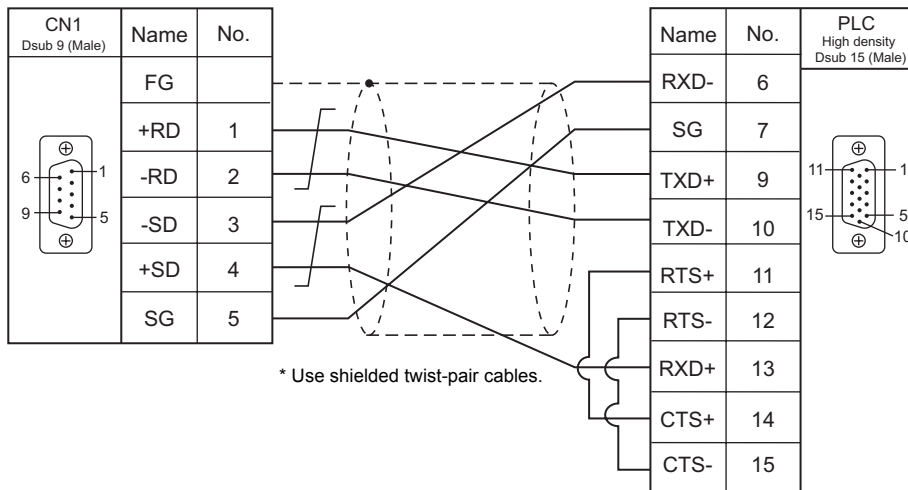 CN1
Dsub 9 (Male)
Name No.
FG
+RD 1
-RD 2
-SD 3
+SD 4
SG 5
6 1
9 5
* Use shielded twist-pair cables.
Name No.
PLC
High density
Dsub 15 (Male)
RXD- 6
SG 7
TXD+ 9
TXD- 10
RTS+ 11
RTS- 12
RXD+ 13
CTS+ 14
CTS- 15
11 1
15 5
10